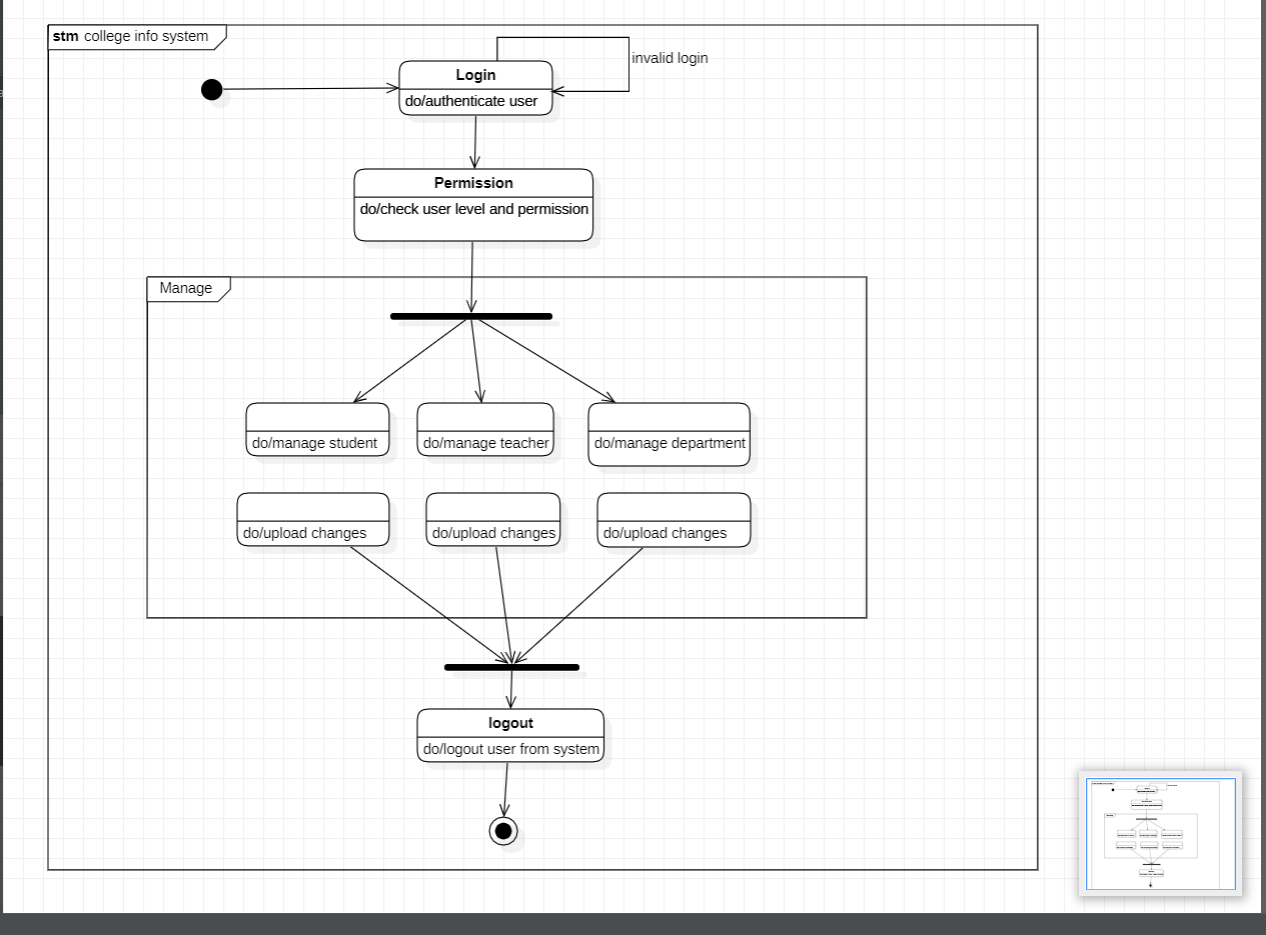 stm college info system
invalid login
Login
do/authenticate user
Permission
do/check user level and permission
Manage
do/manage student
do/manage teacher
do/manage department
do/upload changes
do/upload changes
do/upload changes
logout
do/logout user from system